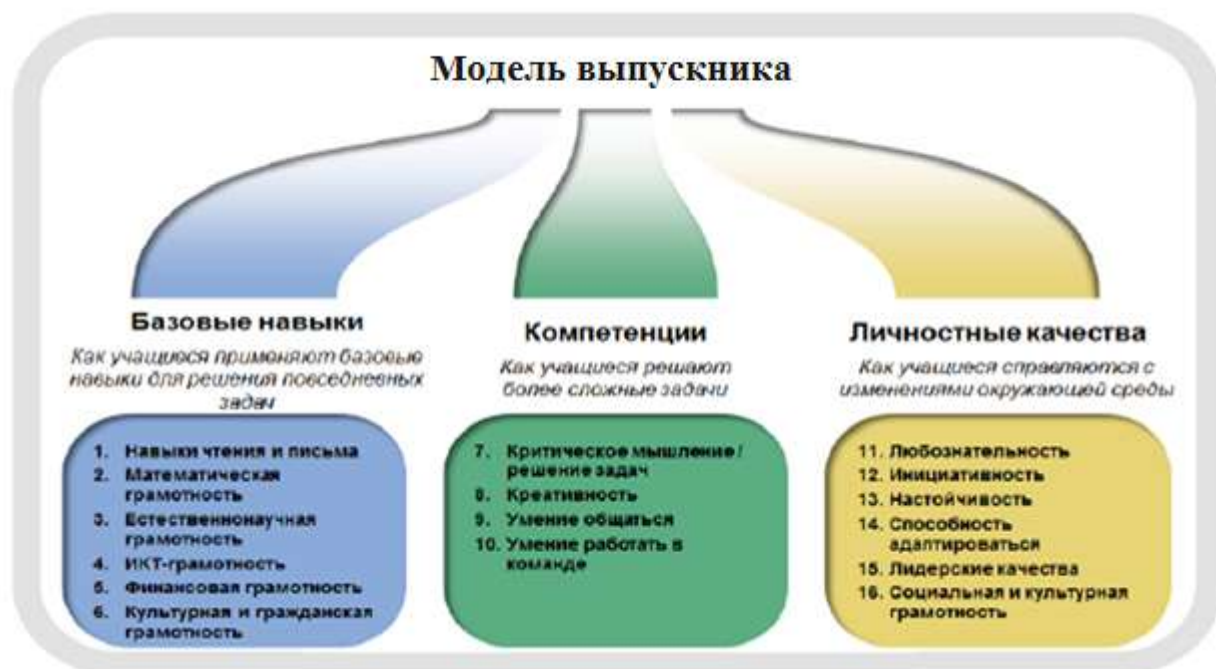 Модель выпускника
Базовые навыки
Как учащиеся применяют базовые
навыки для решения повседневных
задач
1. Навыки чтения и письма
2. Математическая
грамотность
3. Естественнонаучная
грамотность
4. ИКТ-грамотность
5. Финансовая грамотность
6. Культурная и гражданская
грамотность
Компетенции
Как учащиеся решают
более сложные задачи
7. Критическое мышление /
решение задач
8. Креативность
9. Умение общаться
10. Умение работать в
команде
Личностные качества
Как учащиеся справляются с
изменениями окружающей среды
11. Любознательность
12. Инициативность
13. Настойчивость
14. Способность
адаптироваться
15. Лидерские качества
16. Социальная и культурная
грамотность